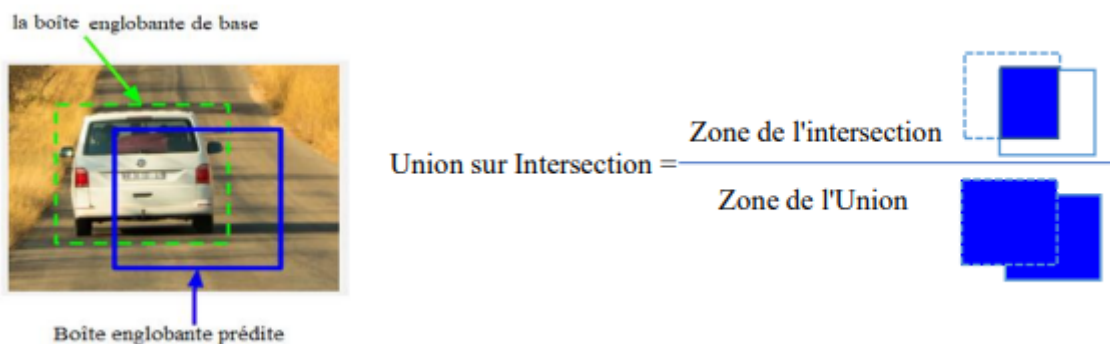 la boîte englobante de base
Union sur Intersection =
Zone de l'intersection
Zone de l'Union
Boîte englobante prédite